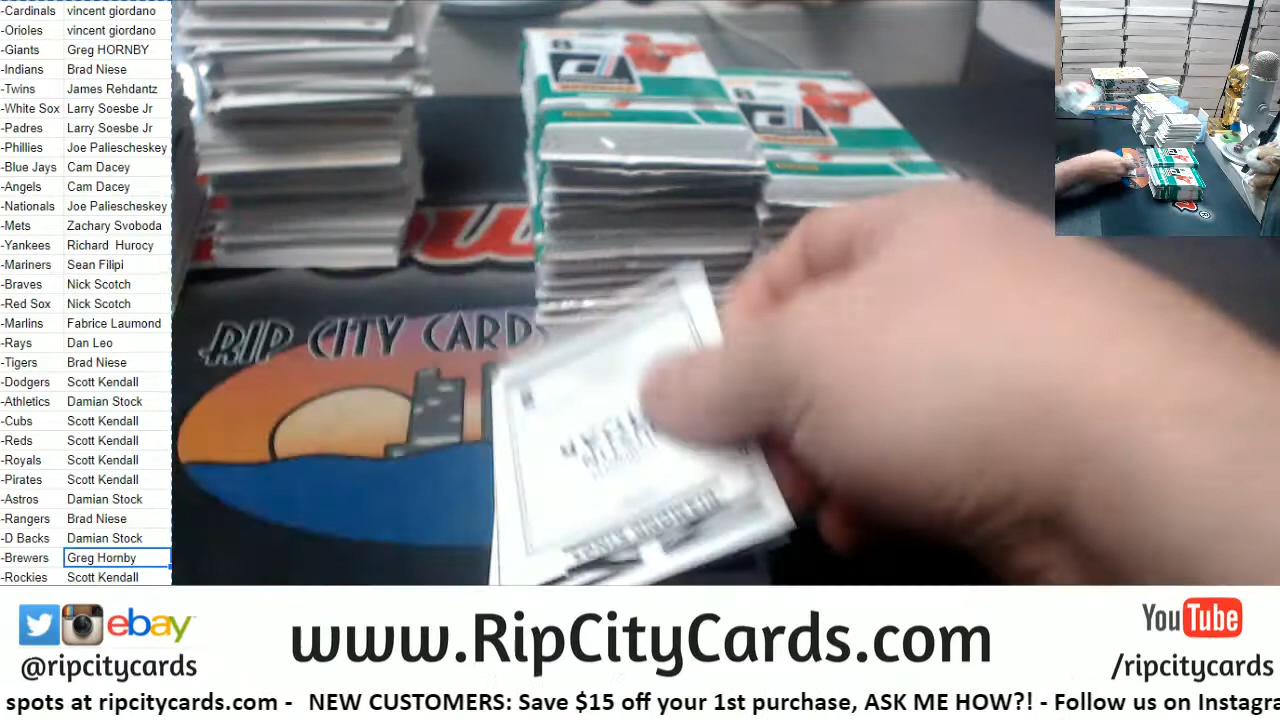 -Cardinals vincent giordano
-Orioles vincent giordano
-Giants Greg HORNBY
-Indians Brad Niese
-Twins James Rehdantz
-White Sox Larry Soesbe Jr
-Padres Larry Soesbe Jr
-Phillies Joe Paliescheskey
-Blue Jays Cam Dacey
-Angels Cam Dacey
-Nationals Joe Paliescheskey
-Mets Zachary Svoboda
-Yankees Richard Hurocy
-Mariners Sean Filipi
-Braves Nick Scotch
-Red Sox Nick Scotch
-Marlins Fabrice Laumond
-Rays Dan Leo
-Tigers Brad Niese
-Dodgers Scott Kendall
-Athletics Damian Stock
-Cubs Scott Kendall
-Reds Scott Kendall
-Royals Scott Kendall
-Pirates Scott Kendall
-Astros Damian Stock
-Rangers Brad Niese
-D Backs Damian Stock
-Brewers Greg Hornby
-Rockies Scott Kendall
RIP CITY CARDS
ebay
@ripcitycards
www.RipCityCards.com
YouTube
/ripcitycards
spots at ripcitycards.com - NEW CUSTOMERS: Save $15 off your 1st purchase, ASK ME HOW?! - Follow us on Instagra